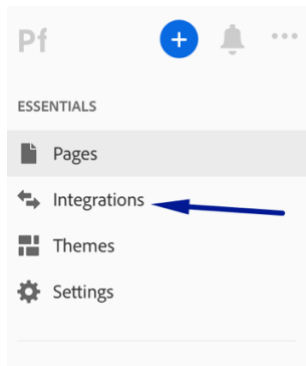 Pf
ESSENTIALS
Pages
Integrations
Themes
Settings